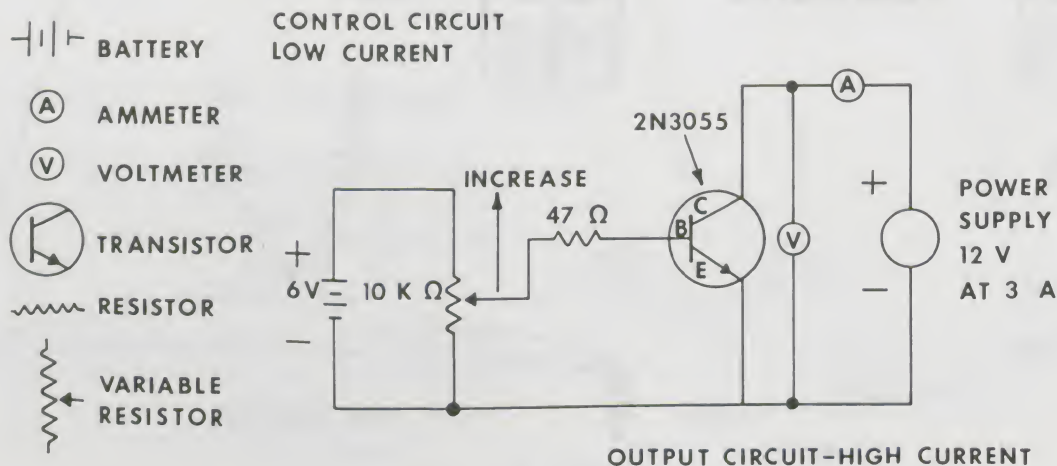 CONTROL CIRCUIT
LOW CURRENT
BATTERY
A
AMMETER
V
VOLTMETER
TRANSISTOR
RESISTOR
VARIABLE
RESISTOR
+
6V
−
10 K Ω
INCREASE
47 Ω
2N3055
C
B
E
V
A
+
−
POWER
SUPPLY
12 V
AT 3 A
OUTPUT CIRCUIT–HIGH CURRENT